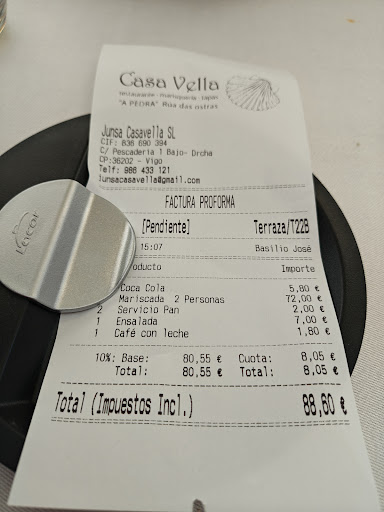 Casa Vella
restaurante - marisquería - tapas
"A PEDRA" Rúa das ostras
Junsa Casavella SL
CIF: B36 690 394
C/ Pescaderia 1 Bajo- Drcha
CP:36202 - Vigo
Telf: 986 433 121
junsacasavella@gmail.com
FACTURA PROFORMA
[Pendiente] Terraza/T22B
15:07 Basilio José
roducto Importe
Coca Cola 5,80 €
Mariscada 2 Personas 72,00 €
2 Servicio Pan 2,00 €
1 Ensalada 7,00 €
1 Café con leche 1,80 €
10%: Base: 80,55 € Cuota: 8,05 €
Total: 80,55 € Total: 8,05 €
Total (Impuestos Incl.) 88,60 €
Lacor